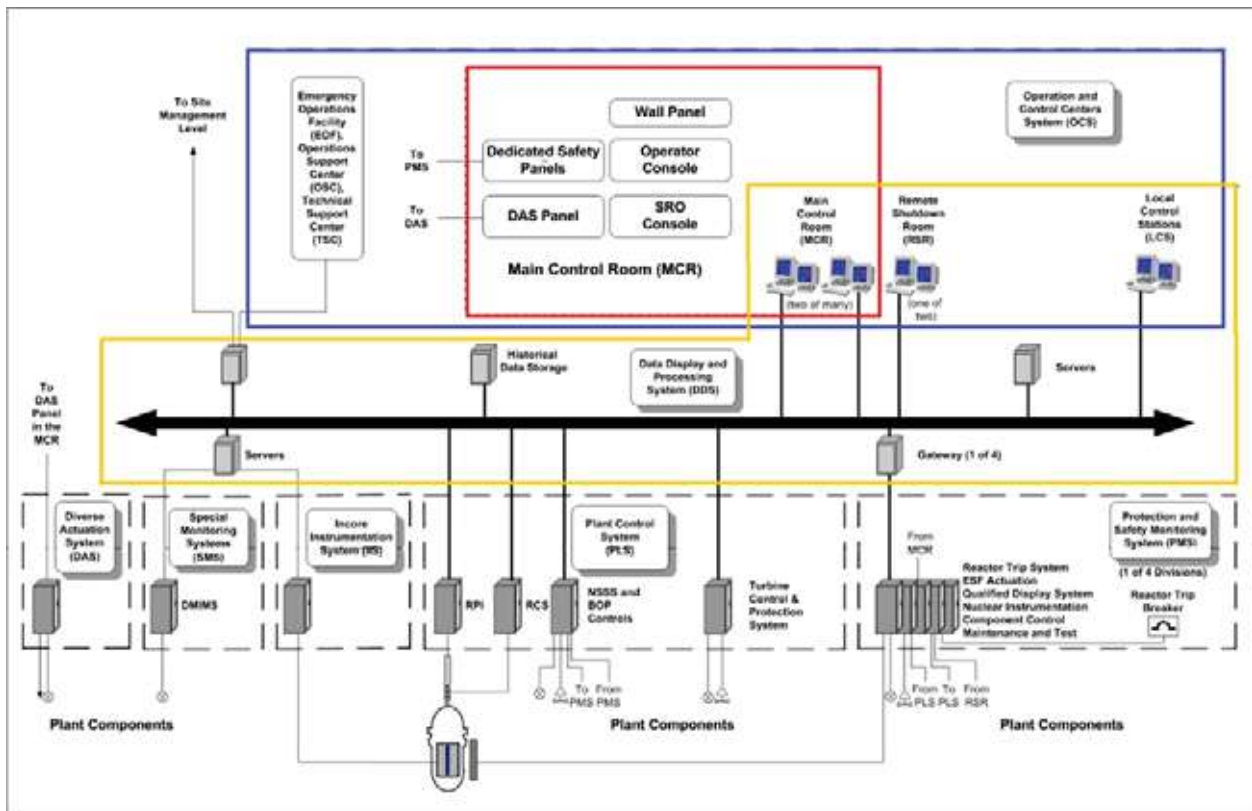 To Site
Management
Level
Emergency
Operations
Facility
(EOF),
Operations
Support
Center
(OSC),
Technical
Support
Center
(TSC)
To
PMS
To
DAS
Wall Panel
Dedicated Safety
Panels
Operator
Console
DAS Panel
SRO
Console
Main Control Room (MCR)
Operation and
Control Centers
System (OCS)
Main
Control
Room
(MCR)
(two of many)
Remote
Shutdown
Room
(RSR)
(one of
two)
Local
Control
Stations
(LCS)
Historical
Data Storage
Data Display and
Processing
System (DDS)
Servers
To
DAS
Panel
in the
MCR
Servers
Gateway (1 of 4)
Diverse
Actuation
System
(DAS)
Special
Monitoring
Systems
(SMS)
Incore
Instrumentation
System (IIS)
Plant Control
System
(PLS)
Protection and
Safety Monitoring
System (PMS)
(1 of 4 Divisions)
From
MCR
DMIMS
RPI
RCS
NSSS and
BOP
Controls
Turbine
Control &
Protection
System
Reactor Trip System
ESF Actuation
Qualified Display System
Nuclear Instrumentation
Component Control
Maintenance and Test
Reactor Trip
Breaker
To
PMS
From
PMS
From
PLS
To
PLS
From
RSR
Plant Components
Plant Components
Plant Components